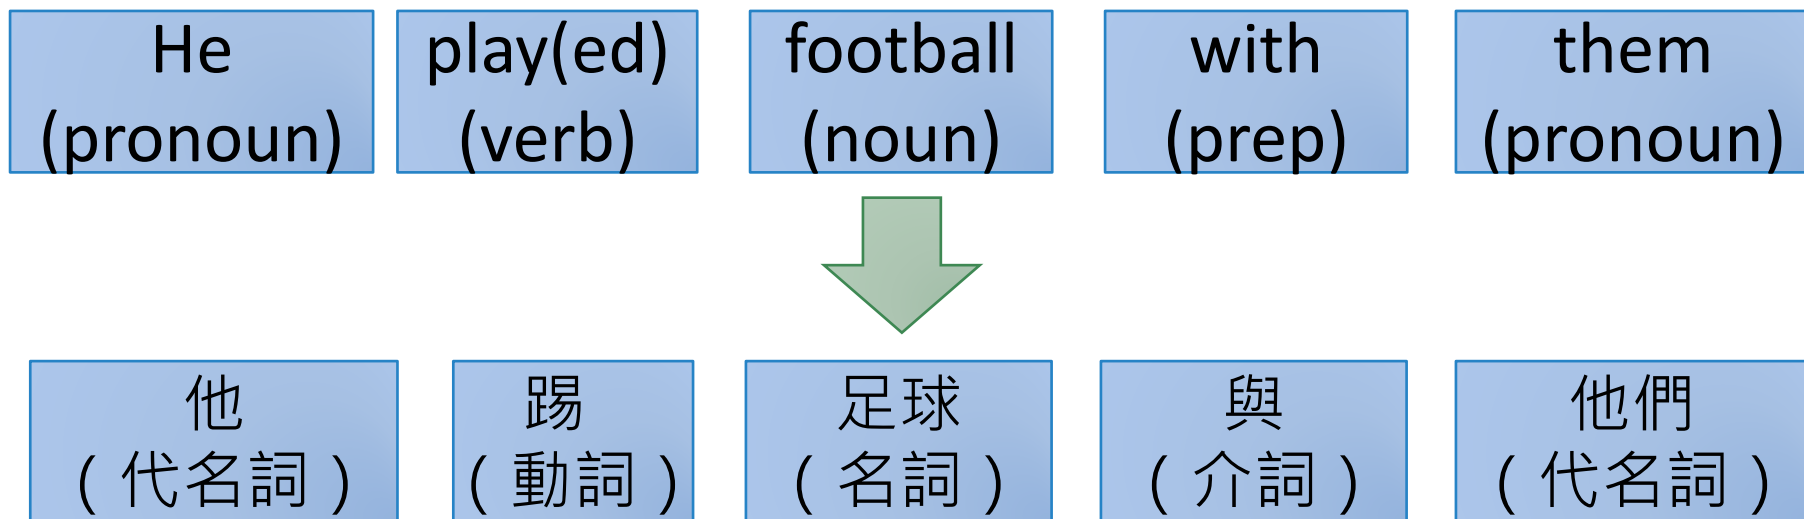 He play(ed) football with them
(pronoun) (verb) (noun) (prep) (pronoun)
他 踢 足球 與 他們
(代名詞) (動詞) (名詞) (介詞) (代名詞)